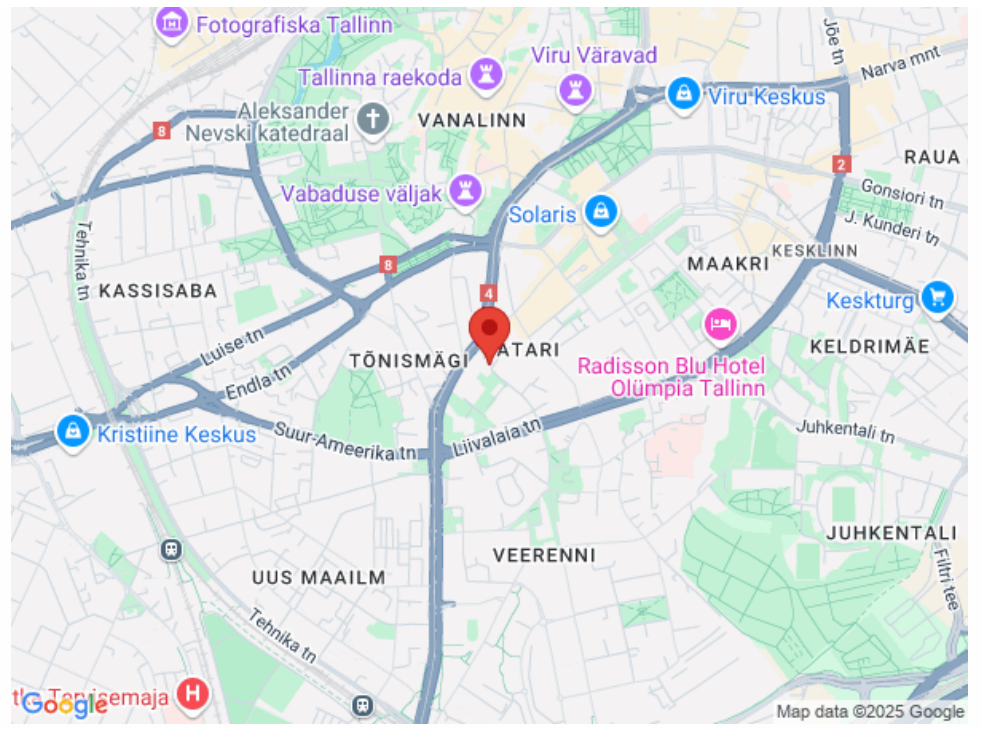 Fotografiska Tallinn
Jõe tn
Narva mnt
Viru Väravad
Tallinna raekoda
Viru Keskus
Aleksander
Nevski katedraal
VANALINN
8
2
RAUA
Vabaduse väljak
Gonsiori tn
Solaris
J. Kunderi tn
Tehnika tn
KESKLINN
MAAKRI
8
KASSISABA
4
Keskturg
Luise tn
TÕNISMÄGI
ATARI
KELDRIMÄE
Radisson Blu Hotel
Olümpia Tallinn
Endla tn
Kristiine Keskus
Suur-Ameerika tn
Liivalaia tn
Juhkentali tn
JUHKENTALI
VEERENNI
UUS MAAILM
Filtri tee
Tehnika tn
H
Google
Map data ©2025 Google